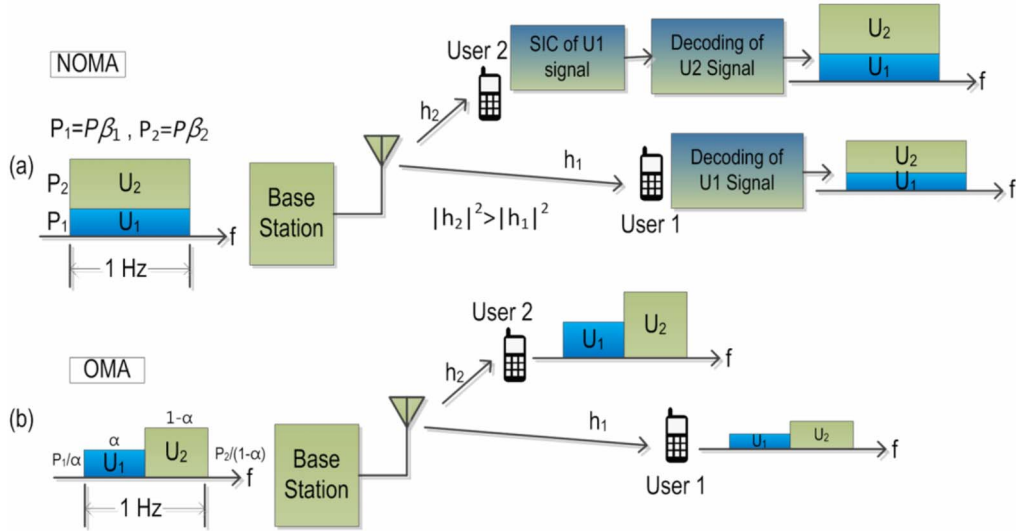 NOMA
P₁=Pβ₁ , P₂=Pβ₂
(a)
P₂
U₂
P₁
U₁
f
1 Hz
Base
Station
h₂
User 2
SIC of U1
signal
Decoding of
U2 Signal
U₂
U₁
f
h₁
|h₂|²>|h₁|²
User 1
Decoding of
U1 Signal
U₂
U₁
f
OMA
(b)
P₁/α
α
U₁
1-α
U₂
P₂/(1-α)
f
1 Hz
Base
Station
h₂
User 2
U₁
U₂
f
h₁
User 1
U₁
U₂
f